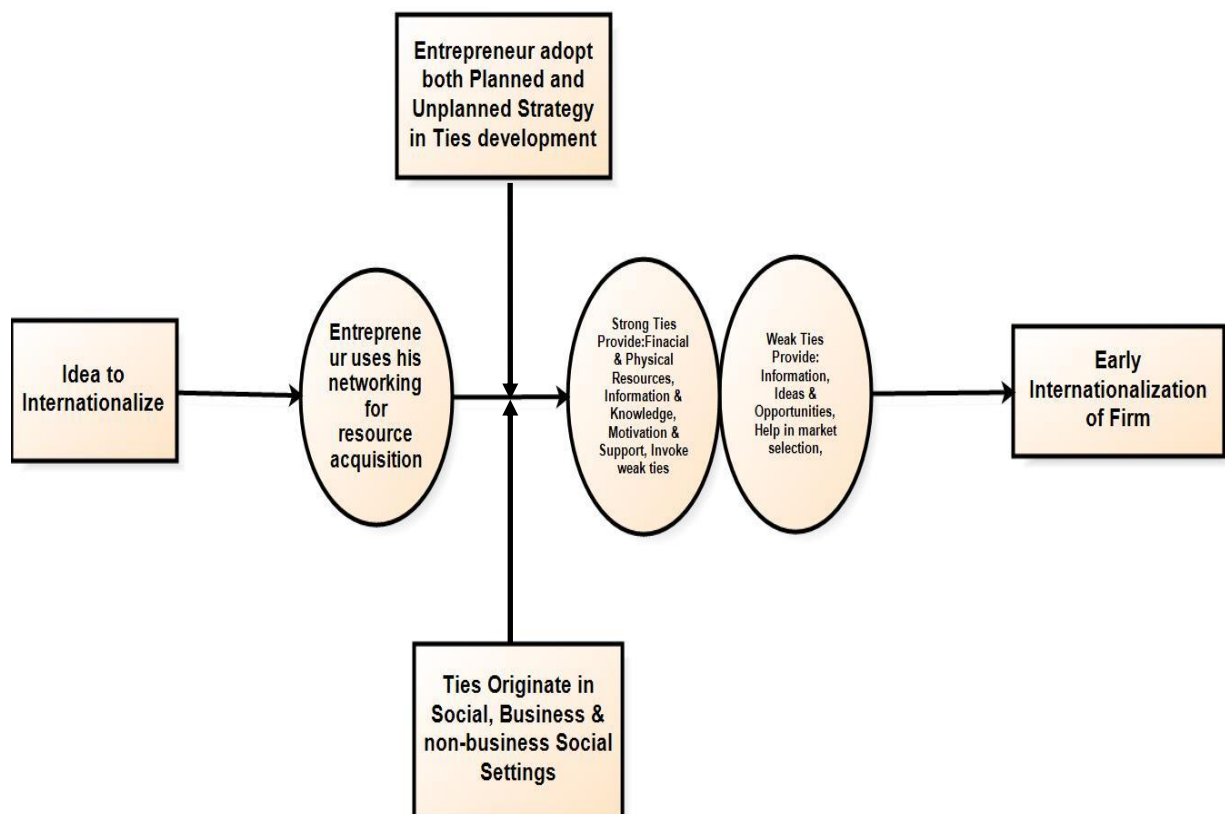 Entrepreneur adopt
both Planned and
Unplanned Strategy
in Ties development
Idea to
Internationalize
Entreprene
ur uses his
networking
for
resource
acquisition
Strong Ties
Provide:Finacial
& Physical
Resources,
Information &
Knowledge,
Motivation &
Support, Invoke
weak ties
Weak Ties
Provide:
Information,
Ideas &
Opportunities,
Help in market
selection,
Early
Internationalization
of Firm
Ties Originate in
Social, Business &
non-business Social
Settings